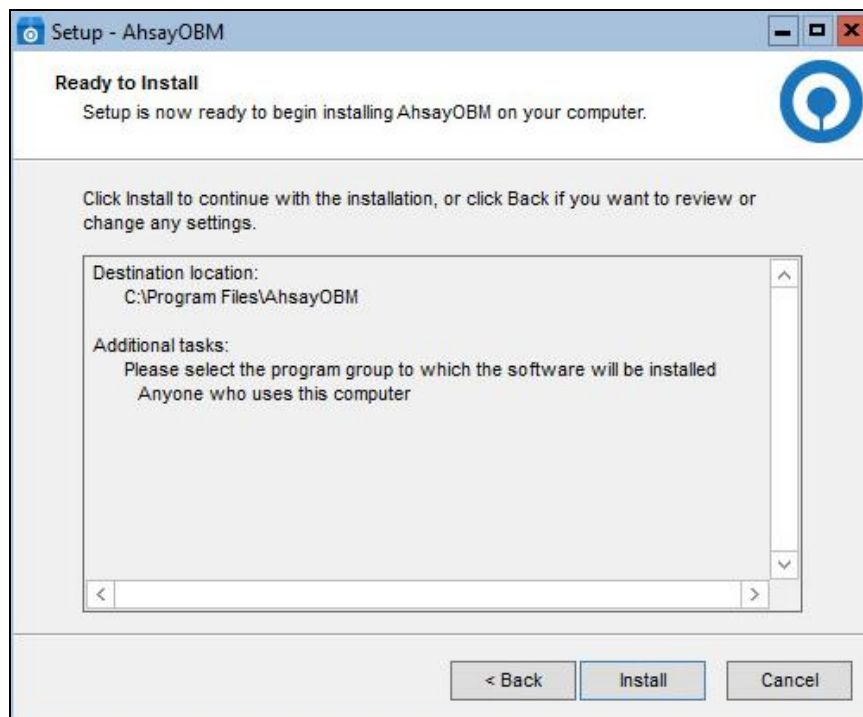 Setup - AhsayOBM
Ready to Install
Setup is now ready to begin installing AhsayOBM on your computer.
Click Install to continue with the installation, or click Back if you want to review or
change any settings.
Destination location:
C:\Program Files\AhsayOBM
Additional tasks:
Please select the program group to which the software will be installed
Anyone who uses this computer
< Back
Install
Cancel